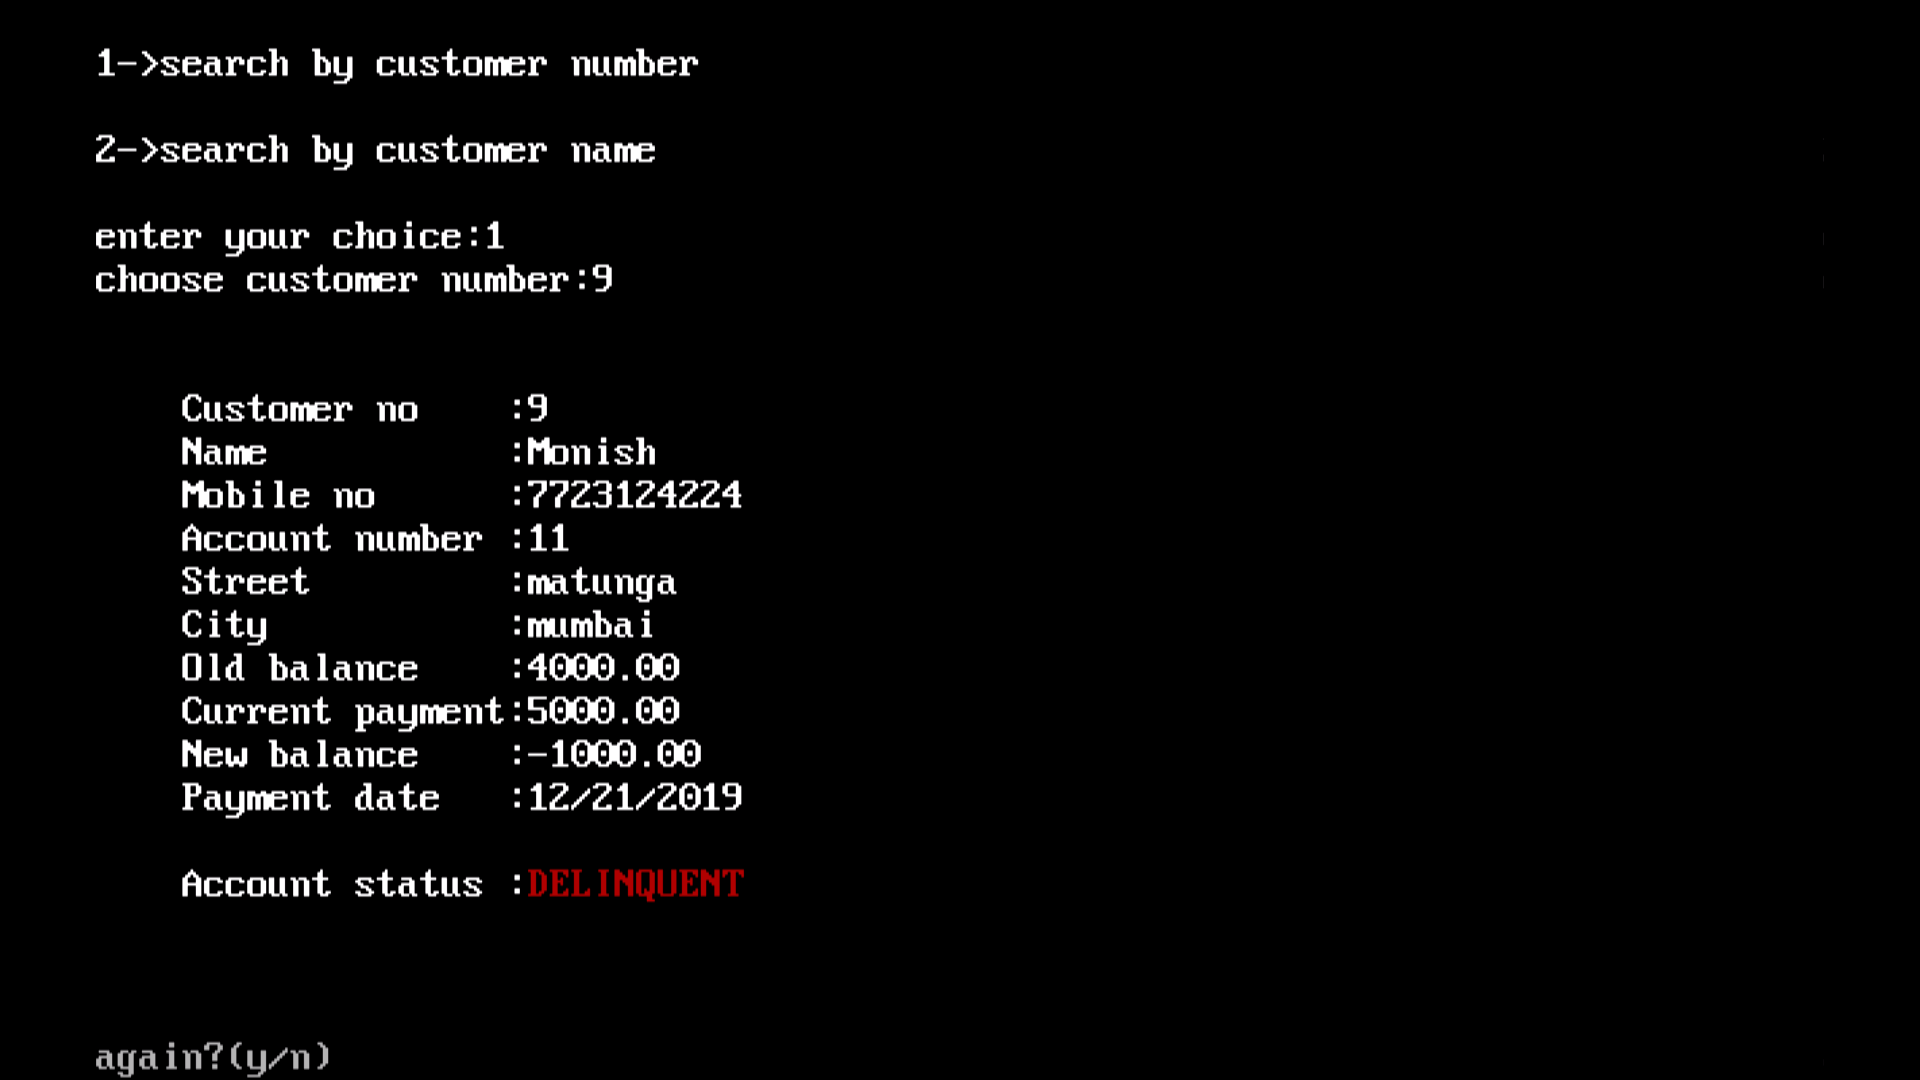 1->search by customer number
2->search by customer name
enter your choice:1
choose customer number:9
Customer no    :9
Name           :Monish
Mobile no      :7723124224
Account number :11
Street         :matunga
City           :mumbai
Old balance    :4000.00
Current payment:5000.00
New balance    :-1000.00
Payment date   :12/21/2019
Account status :DELINQUENT
again?(y/n)